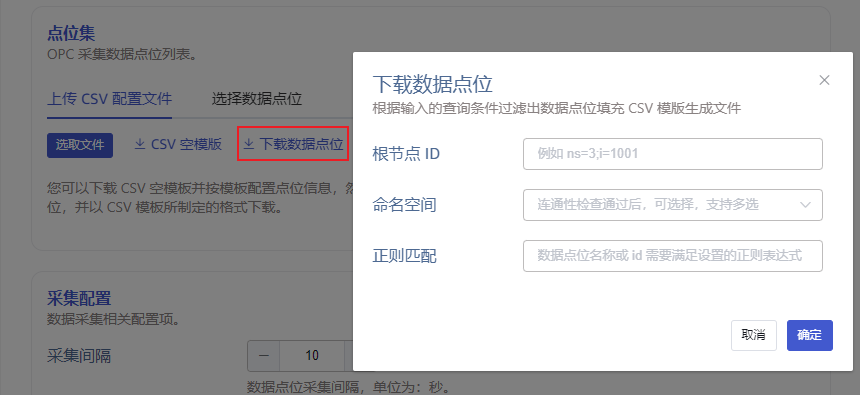 点位集
OPC 采集数据点位列表。
上传 CSV 配置文件
选择数据点位
选取文件
CSV 空模版
下载数据点位
您可以下载 CSV 空模板并按模板配置点位信息，
位，并以 CSV 模板所制定的格式下载。
采集配置
数据采集相关配置项。
采集间隔
10
数据点位采集间隔，单位为：秒。
下载数据点位
根据输入的查询条件过滤出数据点位填充 CSV 模版生成文件
根节点 ID
例如 ns=3;i=1001
命名空间
连通性检查通过后，可选择，支持多选
正则匹配
数据点位名称或 id 需要满足设置的正则表达式
取消
确定